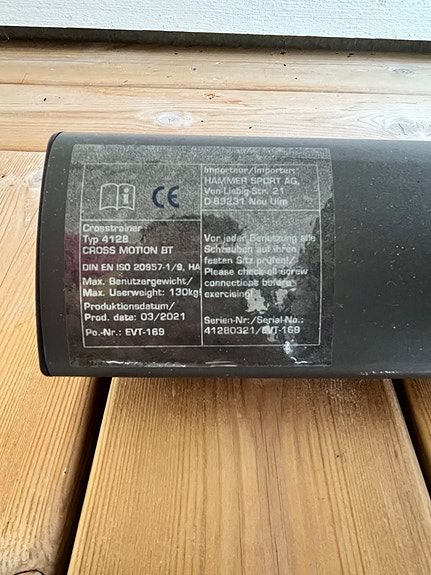 Importeur/Importer:
HAMMER SPORT AG,
Von-Liebig-Str. 21
D-89231 Neu Ulm
i
CE
Crosstrainer
Typ 4128
CROSS MOTION BT
DIN EN ISO 20957-1/9, HA
Max. Benutzergewicht/
Max. Userweight: 130kg
Produktionsdatum/
Prod. date: 03/2021
Po.-Nr.: EVT-169
Vor jeder Benutzung alle
Schrauben auf ihren
festen Sitz prüfen!/
Please check all screw
connections before
exercising!
Serien-Nr./Serial-No.:
41280321/EVT-169